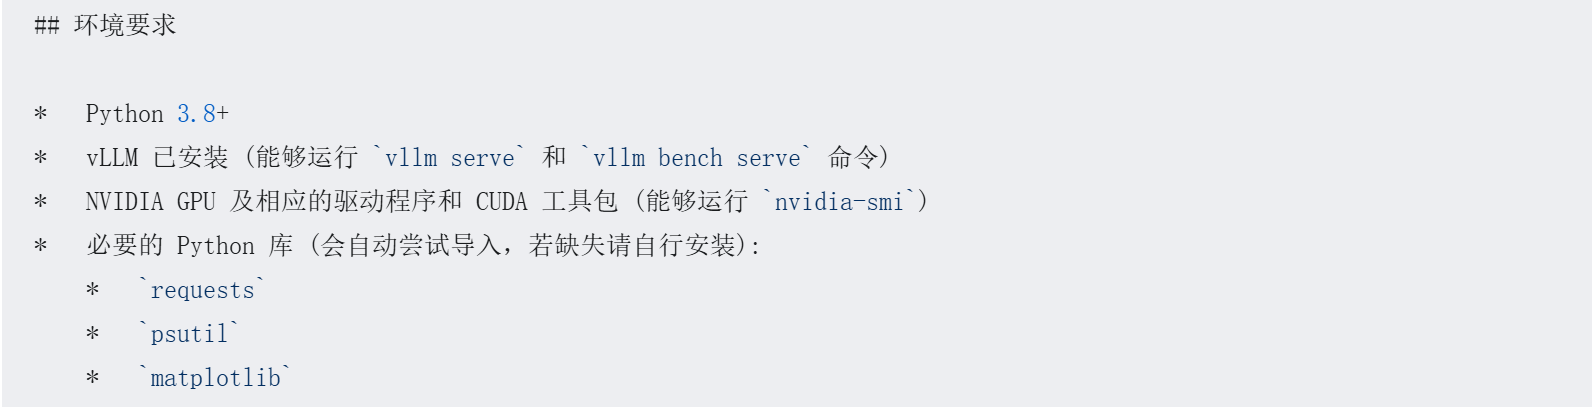 ## 环境要求
*   Python 3.8+
*   vLLM 已安装 (能够运行 `vllm serve` 和 `vllm bench serve` 命令)
*   NVIDIA GPU 及相应的驱动程序和 CUDA 工具包 (能够运行 `nvidia-smi`)
*   必要的 Python 库 (会自动尝试导入，若缺失请自行安装):
    *   `requests`
    *   `psutil`
    *   `matplotlib`